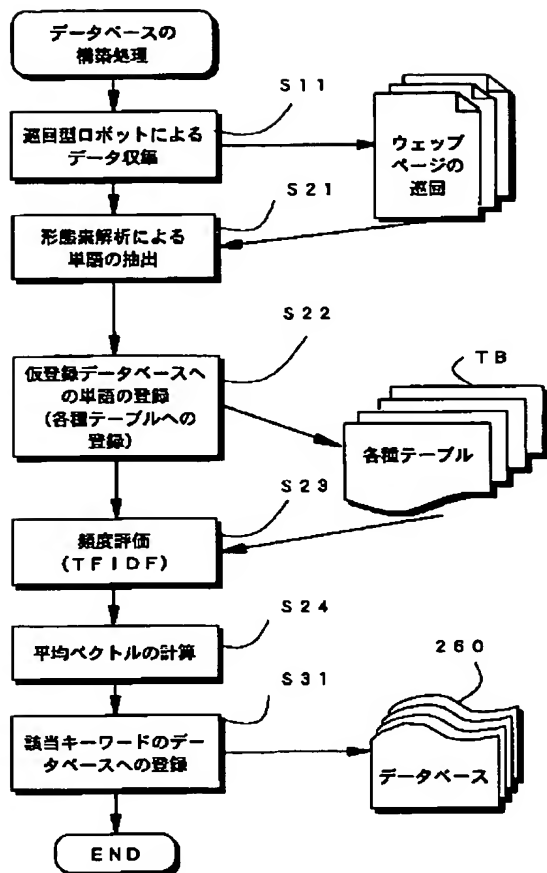 データベースの
構築処理
S11
巡回型ロボットによる
データ収集
ウェッブ
ページの
巡回
S21
形態素解析による
単語の抽出
S22
仮登録データベースへ
の単語の登録
(各種テーブルへの
登録)
TB
各種テーブル
S23
頻度評価
(TFIDF)
S24
平均ベクトルの計算
S31
該当キーワードのデー
タベースへの登録
260
データベース
END